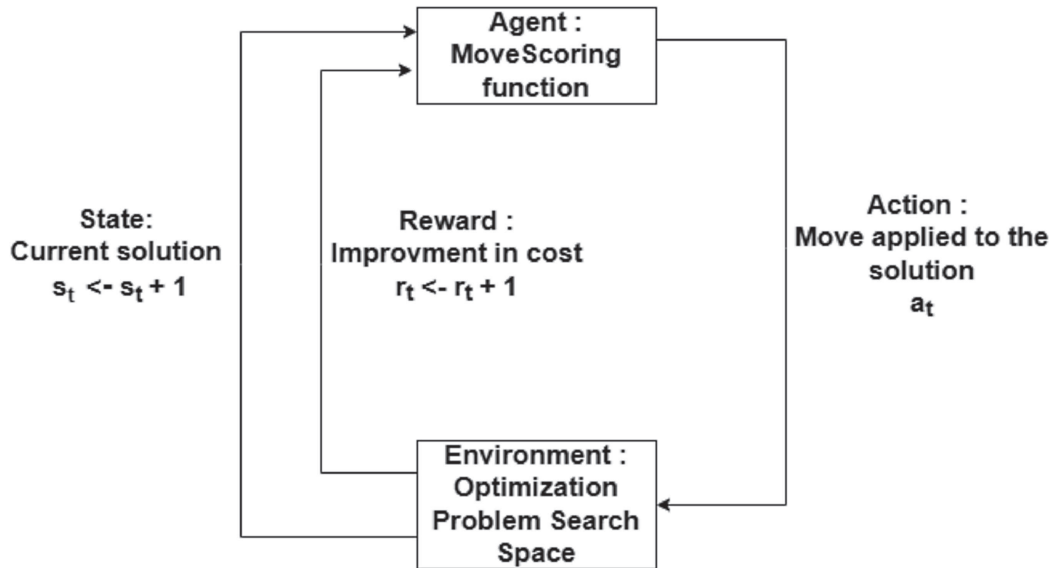 Agent :
MoveScoring
function
State:
Current solution
sₜ <- sₜ + 1
Reward :
Improvment in cost
rₜ <- rₜ + 1
Action :
Move applied to the
solution
aₜ
Environment :
Optimization
Problem Search
Space